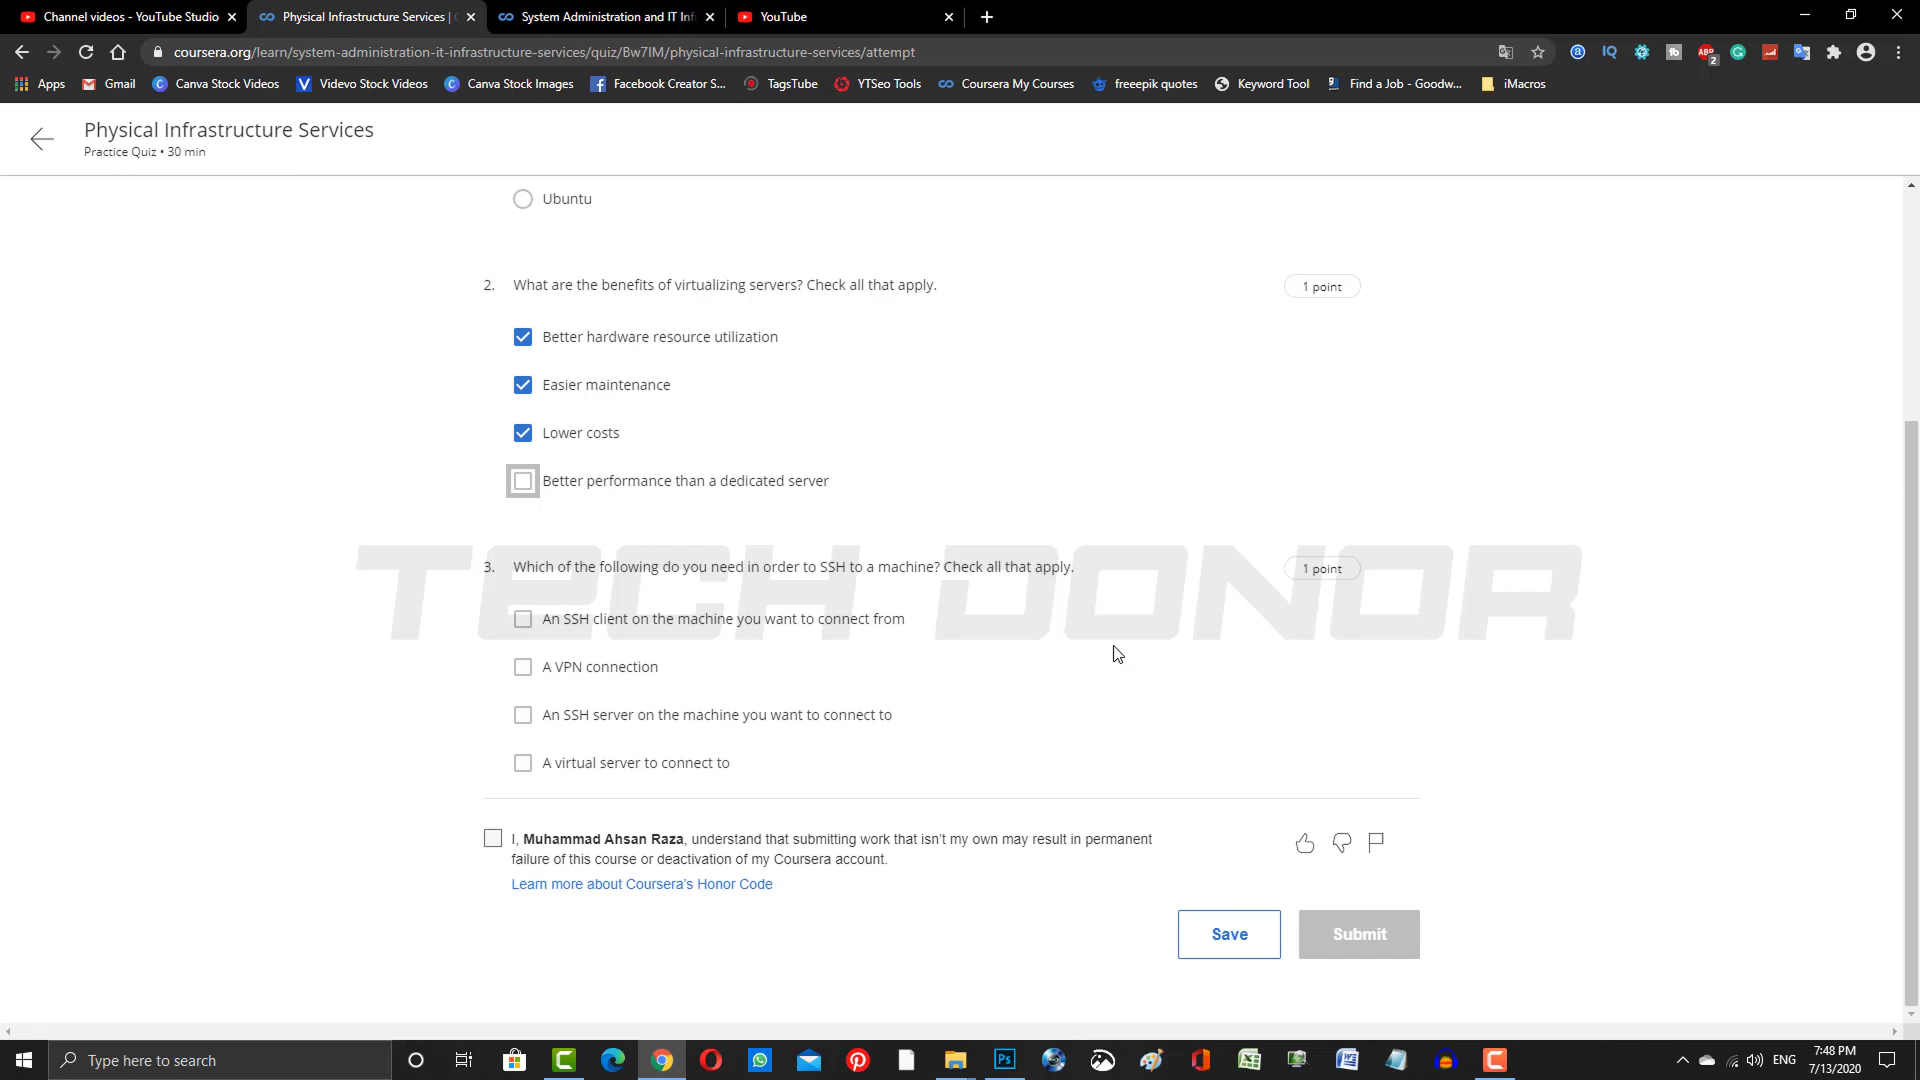 Channel videos - YouTube Studio
Physical Infrastructure Services |
System Administration and IT Inf
YouTube
coursera.org/learn/system-administration-it-infrastructure-services/quiz/Bw7IM/physical-infrastructure-services/attempt
Apps
Gmail
Canva Stock Videos
Videvo Stock Videos
Canva Stock Images
Facebook Creator S...
TagsTube
YTSeo Tools
Coursera My Courses
freeepik quotes
Keyword Tool
Find a Job - Goodw...
iMacros
Physical Infrastructure Services
Practice Quiz • 30 min
Ubuntu
2. What are the benefits of virtualizing servers? Check all that apply.
1 point
Better hardware resource utilization
Easier maintenance
Lower costs
Better performance than a dedicated server
TECH DONOR
3. Which of the following do you need in order to SSH to a machine? Check all that apply.
1 point
An SSH client on the machine you want to connect from
A VPN connection
An SSH server on the machine you want to connect to
A virtual server to connect to
I, Muhammad Ahsan Raza, understand that submitting work that isn't my own may result in permanent
failure of this course or deactivation of my Coursera account.
Learn more about Coursera's Honor Code
Save
Submit
Type here to search
ENG
7:48 PM
7/13/2020